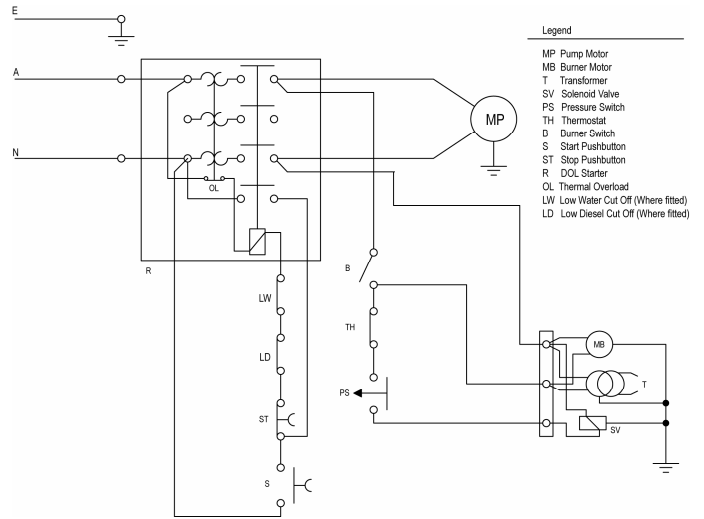 E
A
N
OL
R
MP
B
LW
TH
LD
PS
ST
S
MB
T
SV
Legend
MP Pump Motor
MB Burner Motor
T Transformer
SV Solenoid Valve
PS Pressure Switch
TH Thermostat
D Durner Switch
S Start Pushbutton
ST Stop Pushbutton
R DOL Starter
OL Thermal Overload
LW Low Water Cut Off (Where fitted)
LD Low Diesel Cut Off (Where fitted)